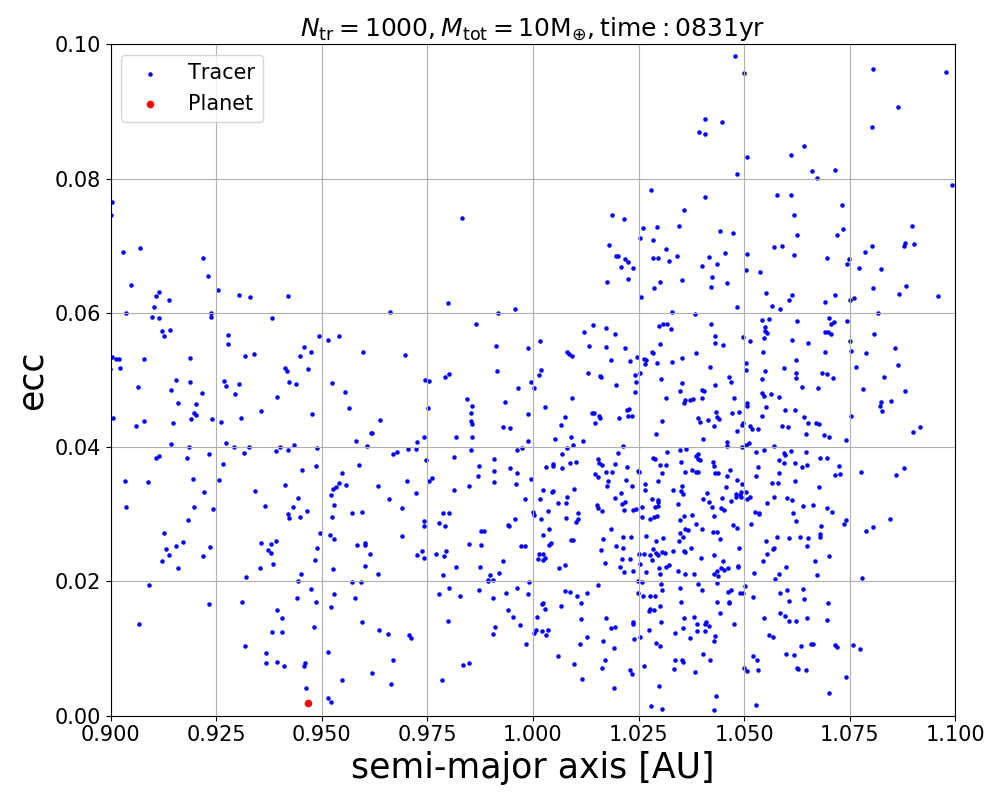 N_tr = 1000, M_tot = 10M_⊕, time : 0831yr
Tracer
Planet
0.10
0.08
0.06
0.04
0.02
0.00
ecc
0.900 0.925 0.950 0.975 1.000 1.025 1.050 1.075 1.100
semi-major axis [AU]